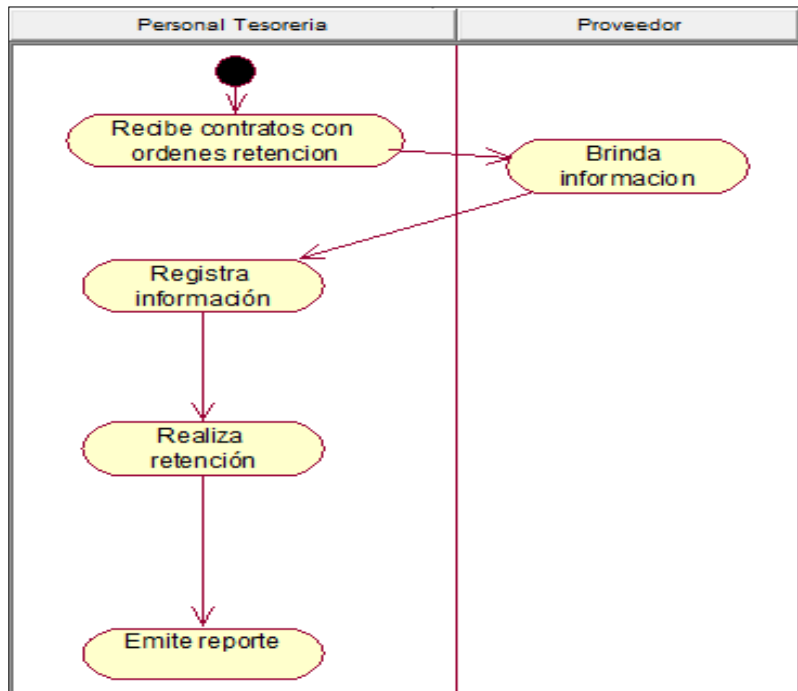 Personal Tesoreria
Proveedor
Recibe contratos con
ordenes retencion
Brinda
informacion
Registra
información
Realiza
retención
Emite reporte